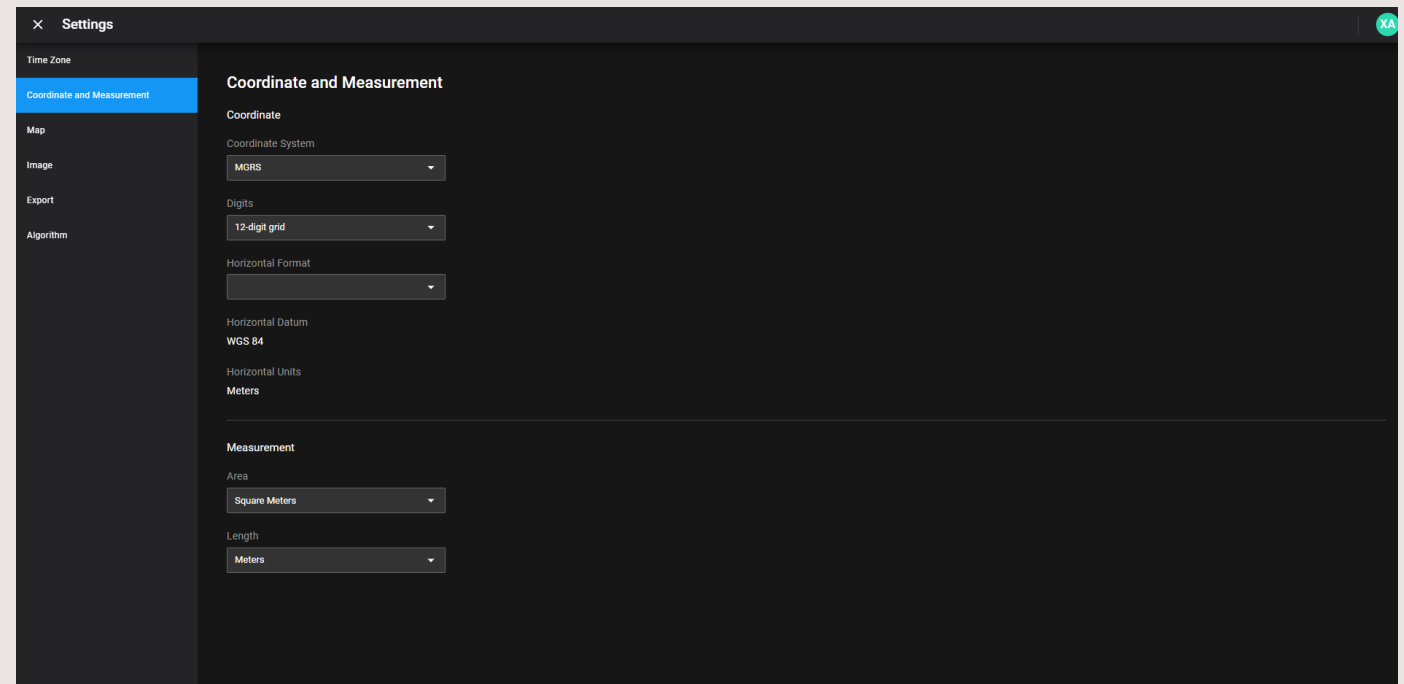 Settings
XA
Time Zone
Coordinate and Measurement
Map
Image
Export
Algorithm
Coordinate and Measurement
Coordinate
Coordinate System
MGRS
Digits
12-digit grid
Horizontal Format
Horizontal Datum
WGS 84
Horizontal Units
Meters
Measurement
Area
Square Meters
Length
Meters